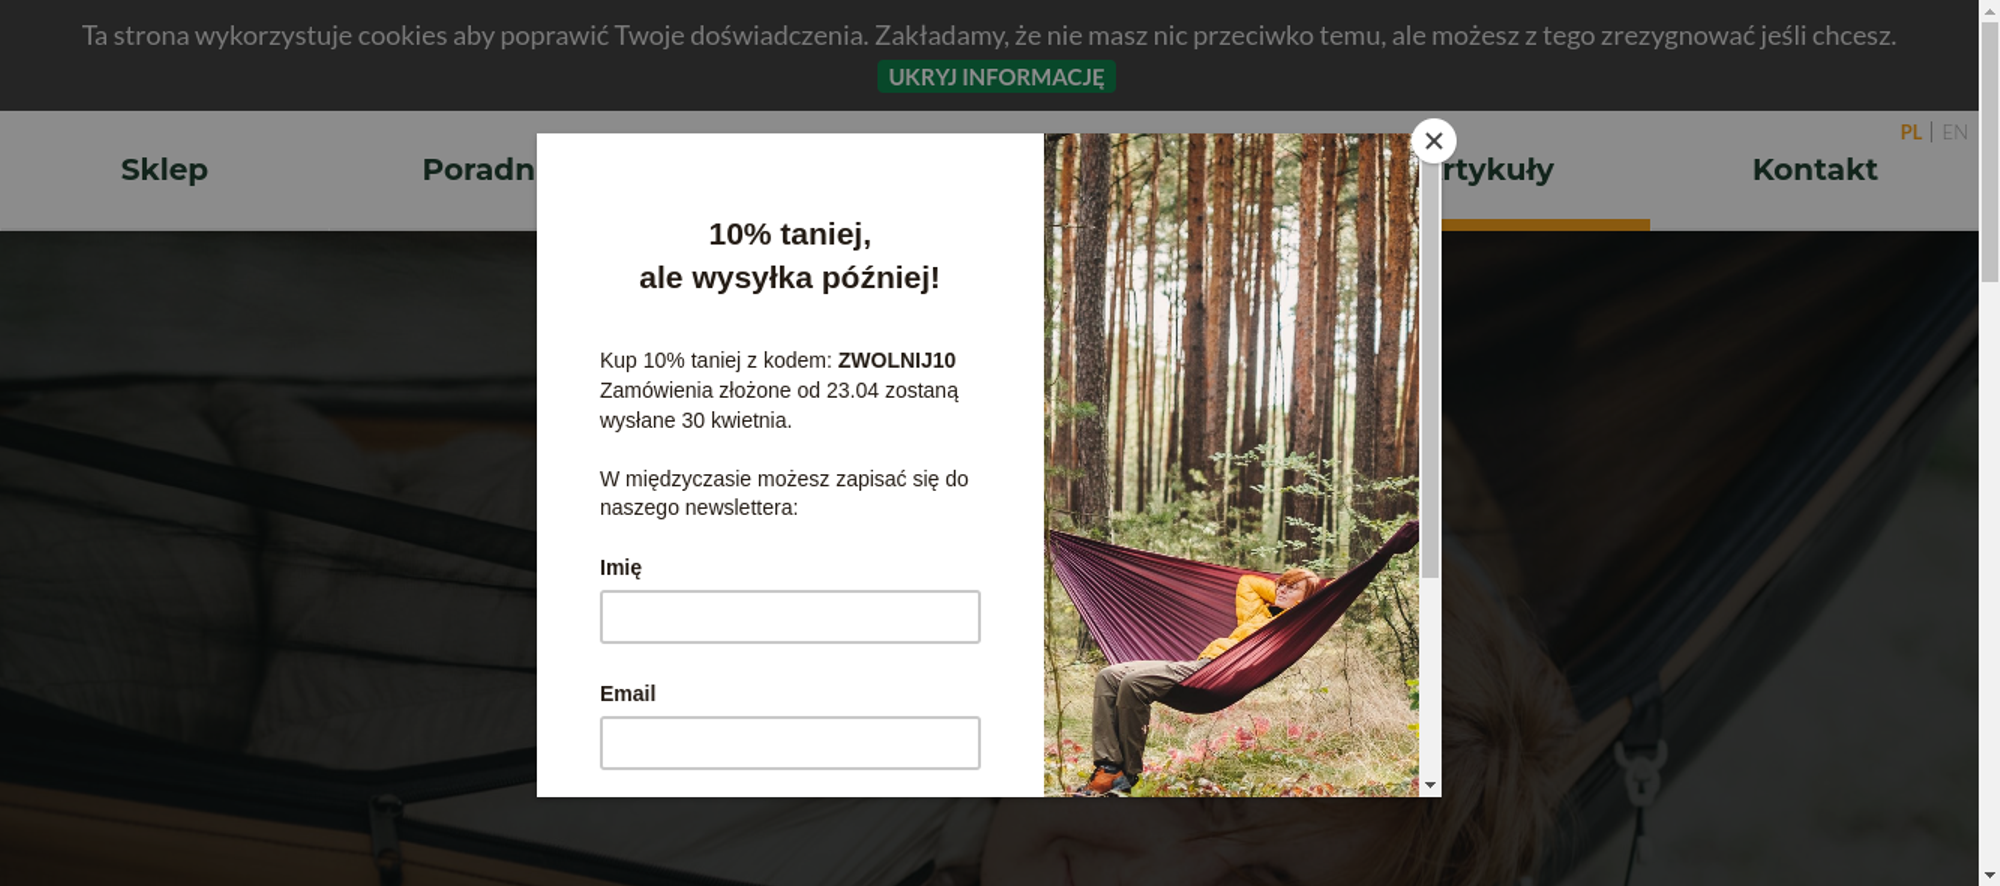 Ta strona wykorzystuje cookies aby poprawić Twoje doświadczenia. Zakładamy, że nie masz nic przeciwko temu, ale możesz z tego zrezygnować jeśli chcesz.
UKRYJ INFORMACJĘ
PL | EN
Sklep
Poradn
rtykuły
Kontakt
10% taniej,
ale wysyłka później!
Kup 10% taniej z kodem: ZWOLNIJ10
Zamówienia złożone od 23.04 zostaną
wysłane 30 kwietnia.
W międzyczasie możesz zapisać się do
naszego newslettera:
Imię
Email